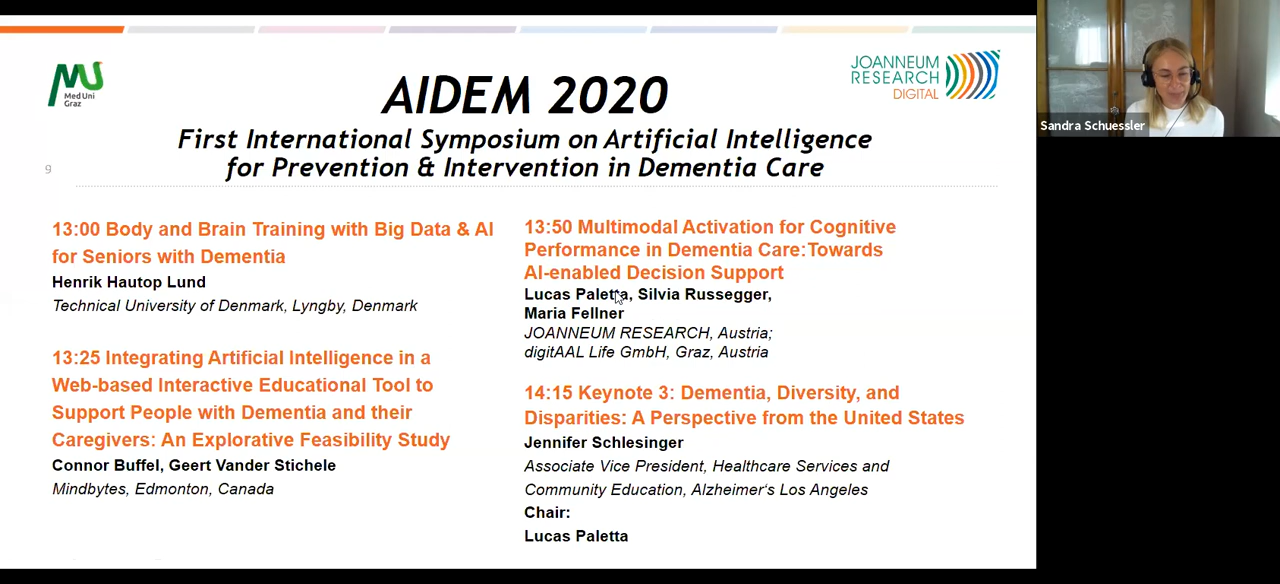 Med Uni
Graz
JOANNEUM
RESEARCH
DIGITAL
AIDEM 2020
First International Symposium on Artificial Intelligence
for Prevention & Intervention in Dementia Care
9
13:00 Body and Brain Training with Big Data & AI
for Seniors with Dementia
Henrik Hautop Lund
Technical University of Denmark, Lyngby, Denmark
13:25 Integrating Artificial Intelligence in a
Web-based Interactive Educational Tool to
Support People with Dementia and their
Caregivers: An Explorative Feasibility Study
Connor Buffel, Geert Vander Stichele
Mindbytes, Edmonton, Canada
13:50 Multimodal Activation for Cognitive
Performance in Dementia Care:Towards
AI-enabled Decision Support
Lucas Paletta, Silvia Russegger,
Maria Fellner
JOANNEUM RESEARCH, Austria;
digitAAL Life GmbH, Graz, Austria
14:15 Keynote 3: Dementia, Diversity, and
Disparities: A Perspective from the United States
Jennifer Schlesinger
Associate Vice President, Healthcare Services and
Community Education, Alzheimer‘s Los Angeles
Chair:
Lucas Paletta
Sandra Schuessler